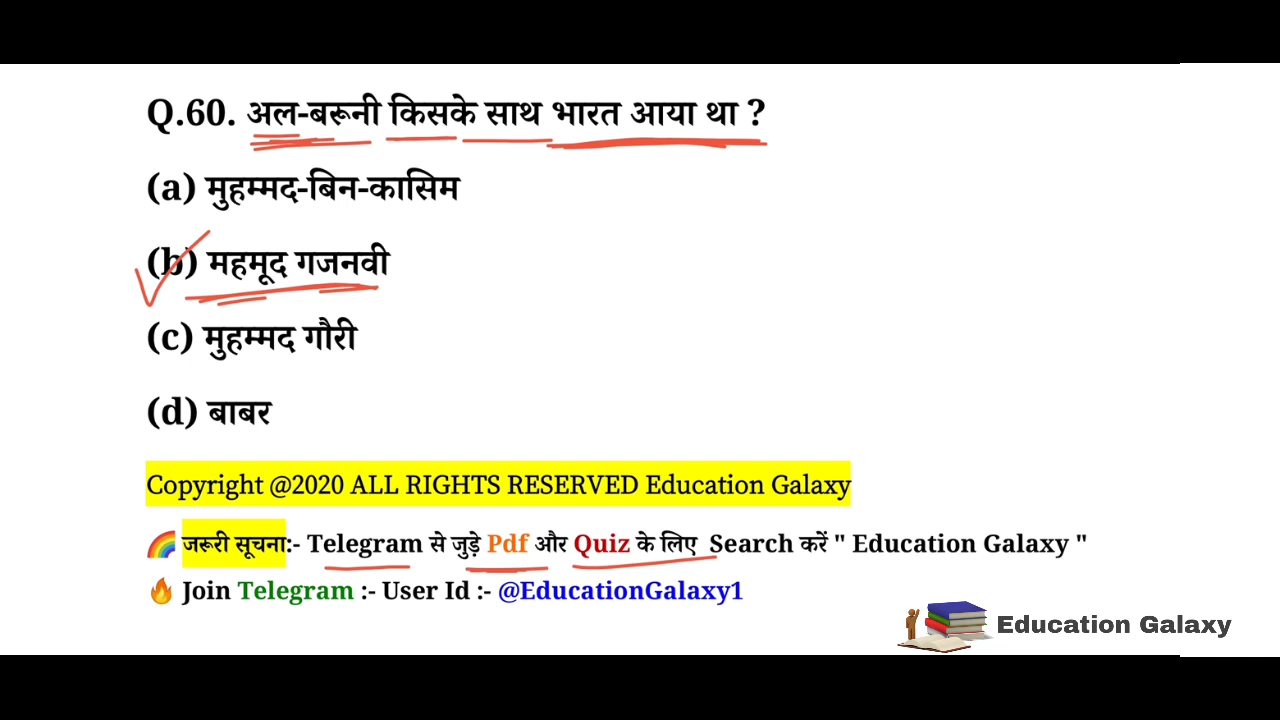 Q.60. अल-बरूनी किसके साथ भारत आया था ?
(a) मुहम्मद-बिन-कासिम
(b) महमूद गजनवी
(c) मुहम्मद गौरी
(d) बाबर
Copyright @2020 ALL RIGHTS RESERVED Education Galaxy
🌈 जरूरी सूचना:- Telegram से जुड़े Pdf और Quiz के लिए Search करें " Education Galaxy "
🔥 Join Telegram :- User Id :- @EducationGalaxy1
Education Galaxy